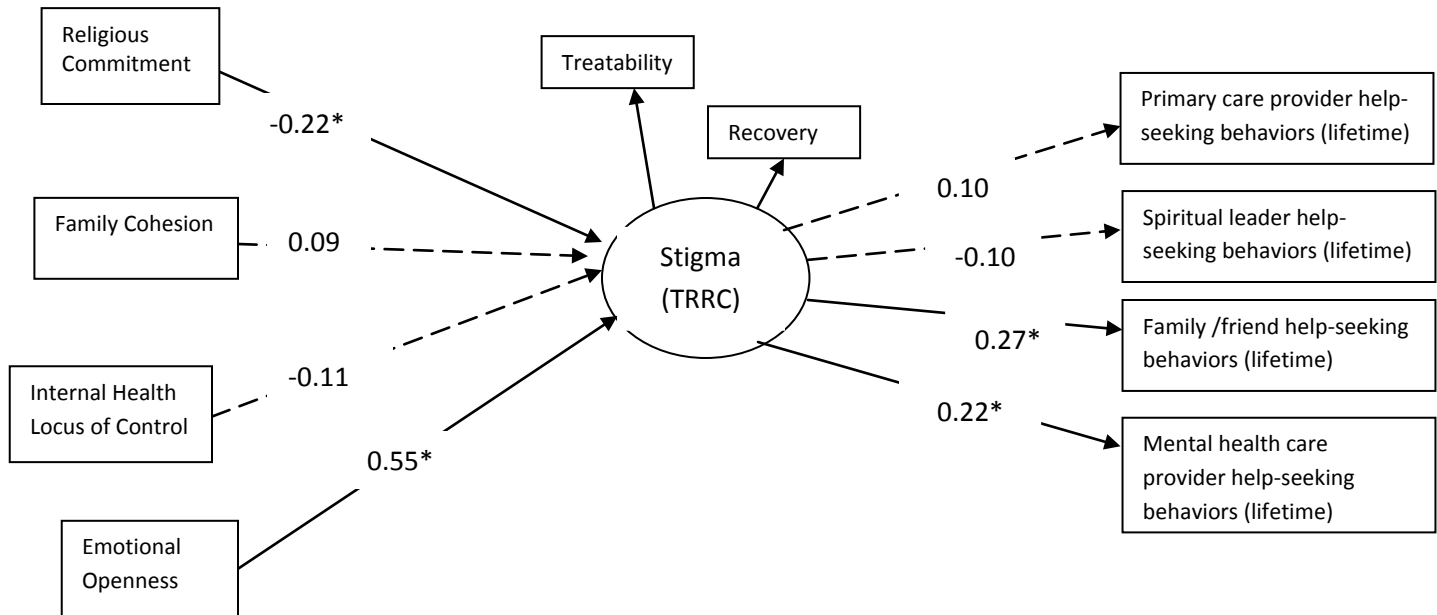 Religious
Commitment
-0.22*
Family Cohesion
0.09
Internal Health
Locus of Control
-0.11
Emotional
Openness
0.55*
Treatability
Recovery
Stigma
(TRRC)
0.10
Primary care provider help-
seeking behaviors (lifetime)
-0.10
Spiritual leader help-
seeking behaviors (lifetime)
0.27*
Family /friend help-seeking
behaviors (lifetime)
0.22*
Mental health care
provider help-seeking
behaviors (lifetime)